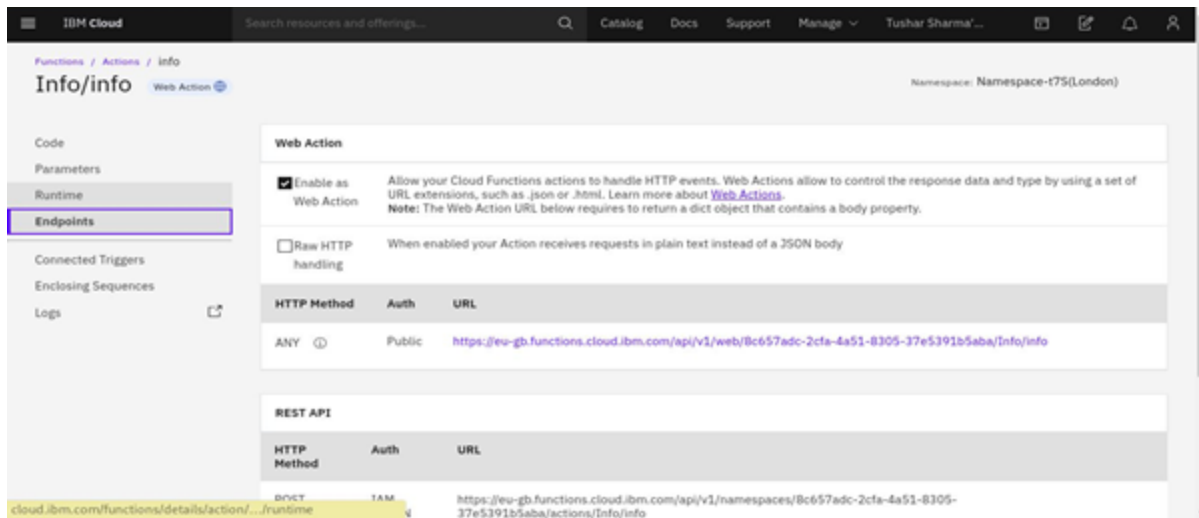 IBM Cloud
Search resources and offerings...
Catalog
Docs
Support
Manage
Tushar Sharma'...
Functions / Actions / info
Info/info
Web Action
Namespace: Namespace-t7S(London)
Code
Parameters
Runtime
Endpoints
Connected Triggers
Enclosing Sequences
Logs
Web Action
Enable as
Web Action
Allow your Cloud Functions actions to handle HTTP events. Web Actions allow to control the response data and type by using a set of
URL extensions, such as .json or .html. Learn more about Web Actions.
Note: The Web Action URL below requires to return a dict object that contains a body property.
Raw HTTP
handling
When enabled your Action receives requests in plain text instead of a JSON body
HTTP Method Auth URL
ANY Public https://eu-gb.functions.cloud.ibm.com/api/v1/web/8c657adc-2cfa-4a51-8305-37e5391b5aba/Info/info
REST API
HTTP
Method
Auth
URL
POST
IAM
https://eu-gb.functions.cloud.ibm.com/api/v1/namespaces/8c657adc-2cfa-4a51-8305-
37e5391b5aba/actions/Info/info
cloud.ibm.com/functions/details/action/.../runtime